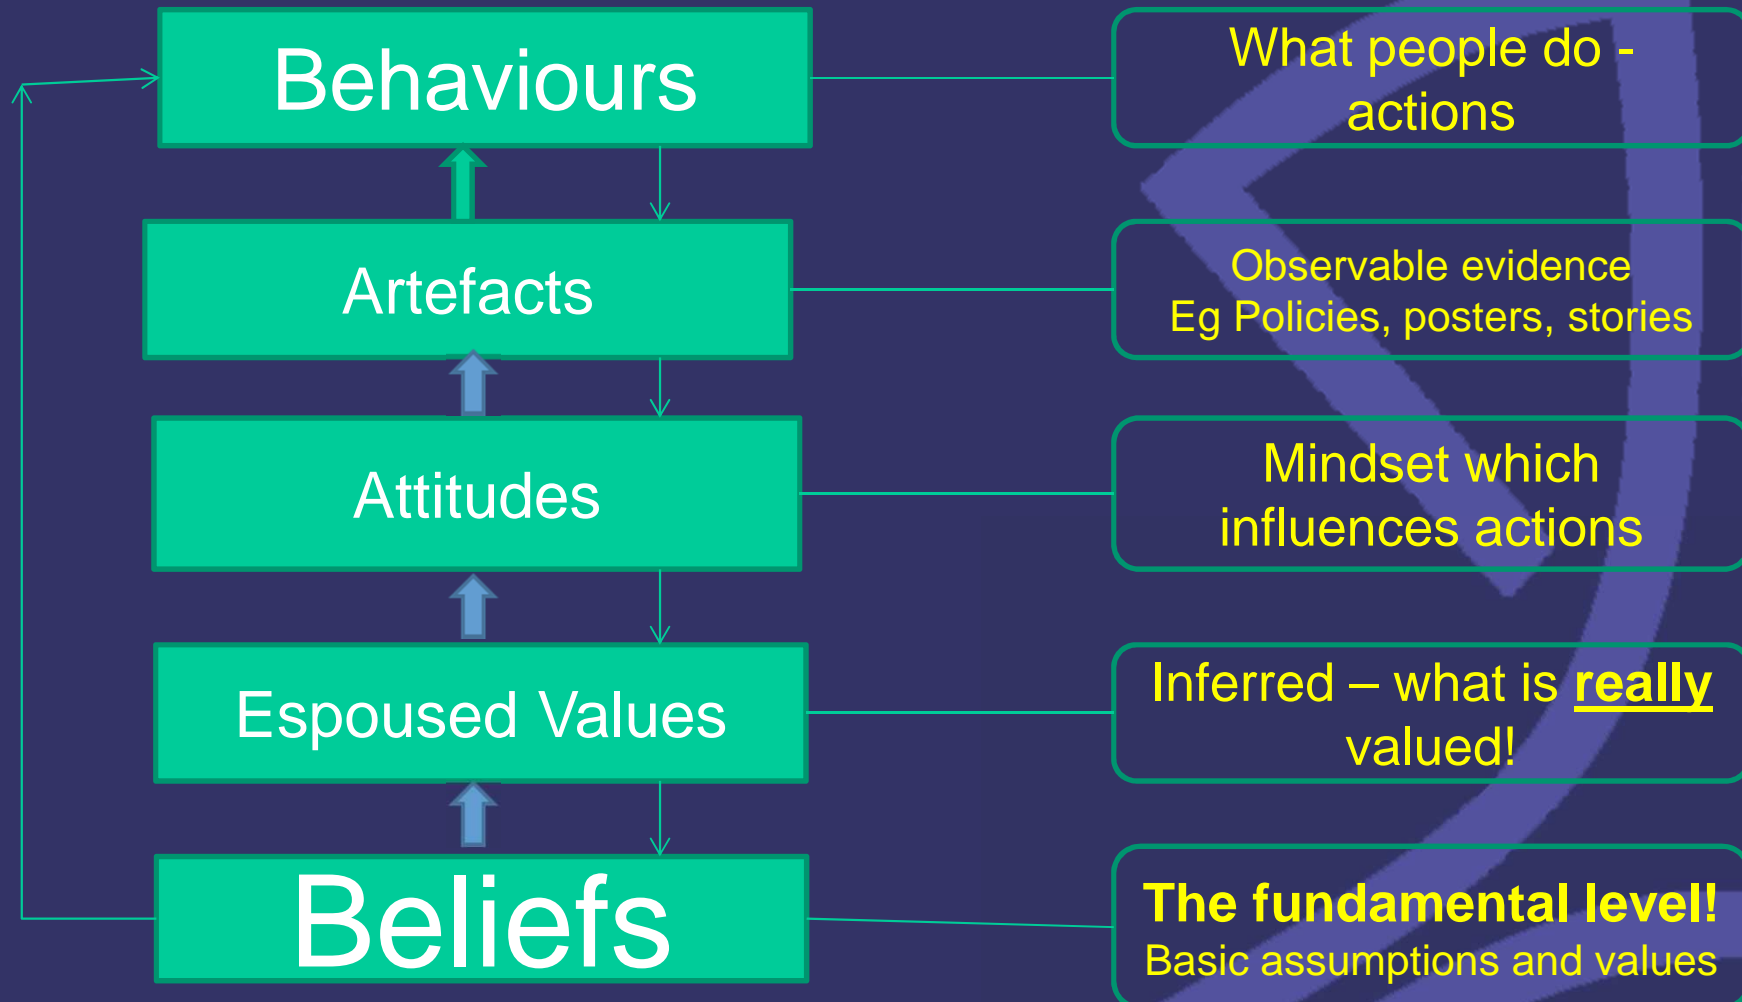 Behaviours
What people do -
actions
Artefacts
Observable evidence
Eg Policies, posters, stories
Attitudes
Mindset which
influences actions
Espoused Values
Inferred – what is really
valued!
Beliefs
The fundamental level!
Basic assumptions and values